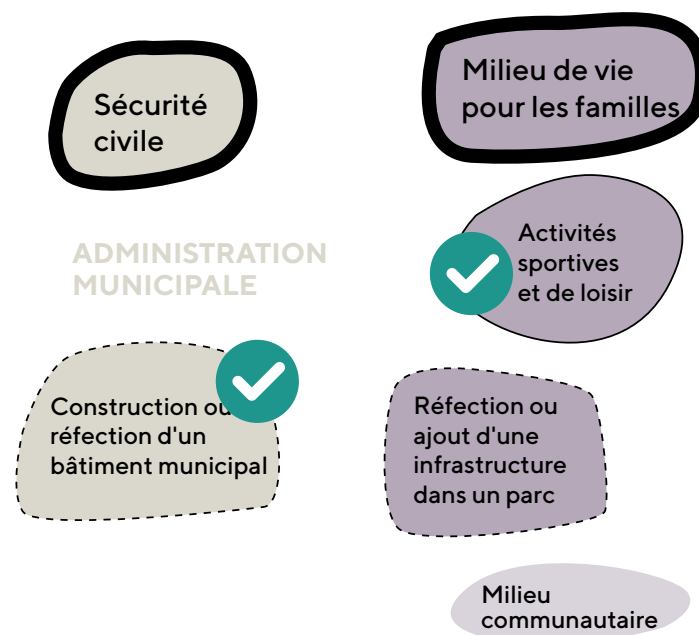 Sécurité
civile
Milieu de vie
pour les familles
ADMINISTRATION
MUNICIPALE
Activités
sportives
et de loisir
Construction ou
réfection d'un
bâtiment municipal
Réfection ou
ajout d'une
infrastructure
dans un parc
Milieu
communautaire